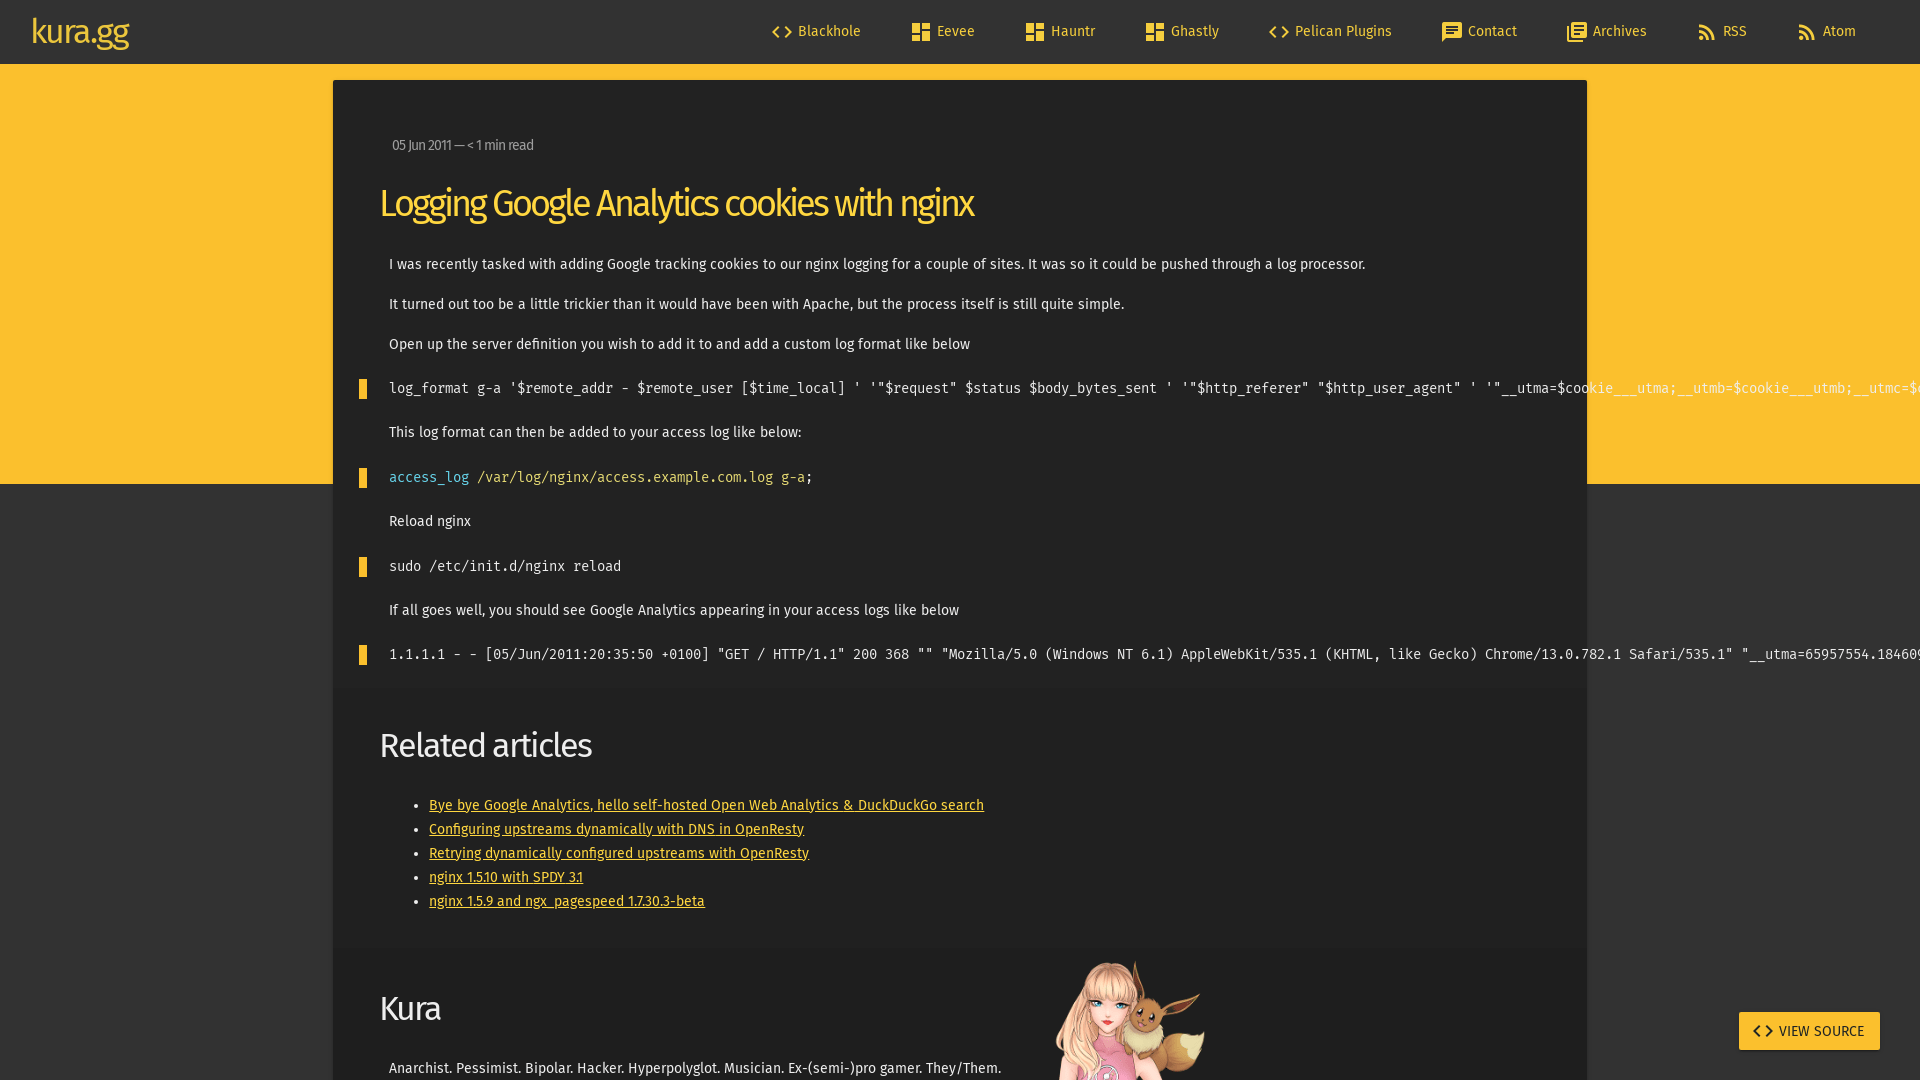 kura.gg
Blackhole
Eevee
Hauntr
Ghastly
Pelican Plugins
Contact
Archives
RSS
Atom
05 Jun 2011 — < 1 min read
Logging Google Analytics cookies with nginx
I was recently tasked with adding Google tracking cookies to our nginx logging for a couple of sites. It was so it could be pushed through a log processor.
It turned out too be a little trickier than it would have been with Apache, but the process itself is still quite simple.
Open up the server definition you wish to add it to and add a custom log format like below
log_format g-a '$remote_addr - $remote_user [$time_local] ' '"$request" $status $body_bytes_sent ' '"$http_referer" "$http_user_agent" ' '"__utma=$cookie___utma;__utmb=$cookie___utmb;__utmc=$
This log format can then be added to your access log like below:
access_log /var/log/nginx/access.example.com.log g-a;
Reload nginx
sudo /etc/init.d/nginx reload
If all goes well, you should see Google Analytics appearing in your access logs like below
1.1.1.1 - - [05/Jun/2011:20:35:50 +0100] "GET / HTTP/1.1" 200 368 "" "Mozilla/5.0 (Windows NT 6.1) AppleWebKit/535.1 (KHTML, like Gecko) Chrome/13.0.782.1 Safari/535.1" "__utma=65957554.184609
Related articles
• Bye bye Google Analytics, hello self-hosted Open Web Analytics & DuckDuckGo search
• Configuring upstreams dynamically with DNS in OpenResty
• Retrying dynamically configured upstreams with OpenResty
• nginx 1.5.10 with SPDY 3.1
• nginx 1.5.9 and ngx_pagespeed 1.7.30.3-beta
Kura
VIEW SOURCE
Anarchist. Pessimist. Bipolar. Hacker. Hyperpolyglot. Musician. Ex-(semi-)pro gamer. They/Them.